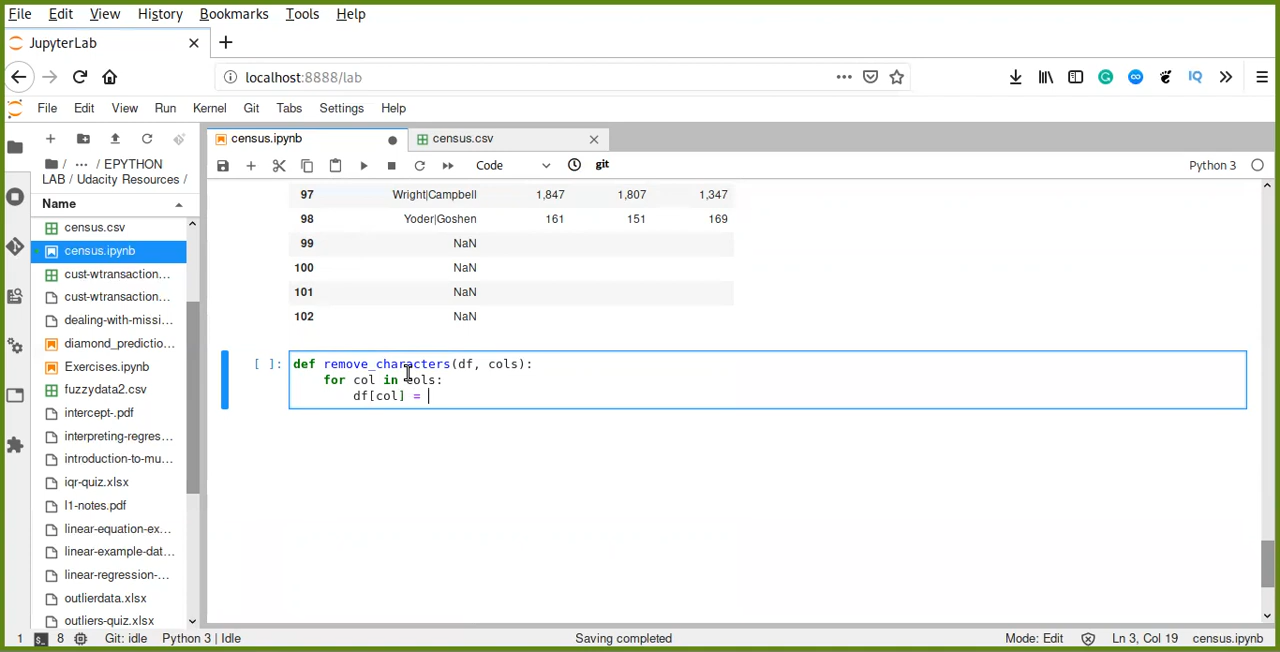 File Edit View History Bookmarks Tools Help
JupyterLab
localhost:8888/lab
IQ
File Edit View Run Kernel Git Tabs Settings Help
census.ipynb
census.csv
/ ... / EPYTHON
LAB / Udacity Resources /
Code
git
Python 3
Name
census.csv
census.ipynb
cust-wtransaction...
cust-wtransaction...
dealing-with-missi...
diamond_predictio...
Exercises.ipynb
fuzzydata2.csv
intercept-.pdf
interpreting-regres...
introduction-to-mu...
iqr-quiz.xlsx
l1-notes.pdf
linear-equation-ex...
linear-example-dat...
linear-regression-...
outlierdata.xlsx
outliers-quiz.xlsx
97 Wright|Campbell 1,847 1,807 1,347
98 Yoder|Goshen 161 151 169
99 NaN
100 NaN
101 NaN
102 NaN
[ ]: def remove_characters(df, cols):
for col in cols:
df[col] =
1 8 Git: idle Python 3 | Idle Saving completed Mode: Edit Ln 3, Col 19 census.ipynb